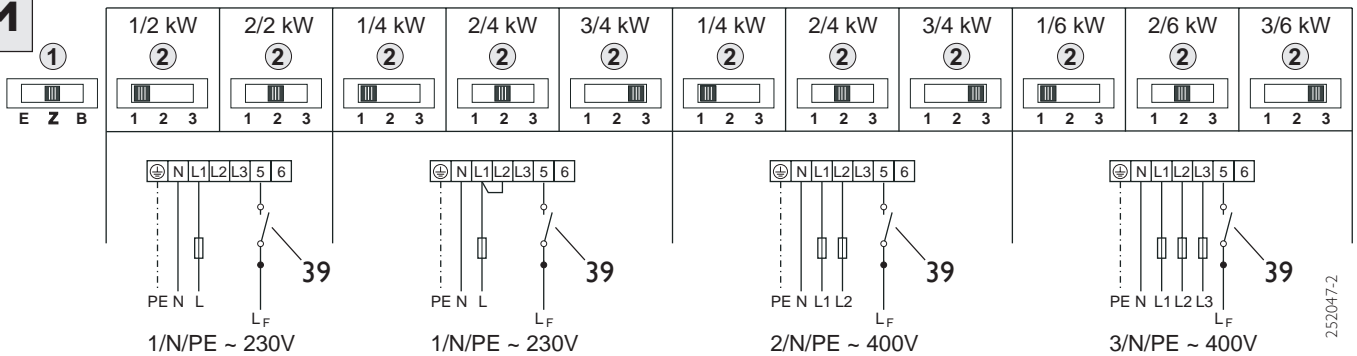 1
1/2 kW 2/2 kW 1/4 kW 2/4 kW 3/4 kW 1/4 kW 2/4 kW 3/4 kW 1/6 kW 2/6 kW 3/6 kW
1 2 2 2 2 2 2 2 2 2 2 2
E Z B 1 2 3 1 2 3 1 2 3 1 2 3 1 2 3 1 2 3 1 2 3 1 2 3 1 2 3 1 2 3 1 2 3
N L1 L2 L3 5 6 N L1 L2 L3 5 6 N L1 L2 L3 5 6 N L1 L2 L3 5 6
39 39 39 39
PE N L PE N L PE N L1 L2 PE N L1 L2 L3
LF LF LF LF
1/N/PE ~ 230V 1/N/PE ~ 230V 2/N/PE ~ 400V 3/N/PE ~ 400V
252047-2